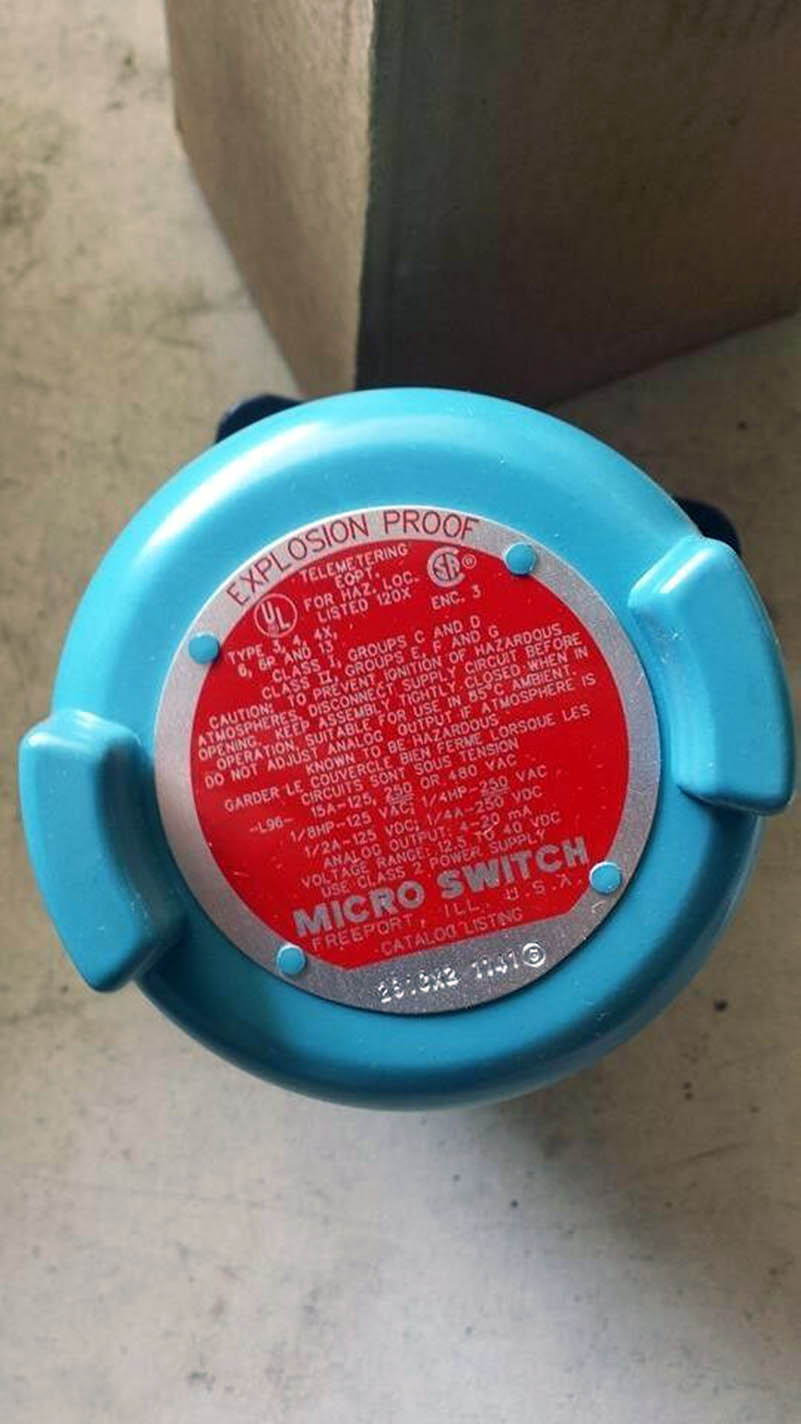 EXPLOSION PROOF
TELEMETERING
EQPT.
FOR HAZ. LOC.
LISTED 120X
UL
SA ®
ENC. 3
TYPE 3, 4, 4X,
6, 6P AND 13
CLASS I, GROUPS C AND D
CLASS II, GROUPS E, F AND G
CAUTION: TO PREVENT IGNITION OF HAZARDOUS
ATMOSPHERES, DISCONNECT SUPPLY CIRCUIT BEFORE
OPENING. KEEP ASSEMBLY TIGHTLY CLOSED WHEN IN
OPERATION. SUITABLE FOR USE IN 85°C AMBIENT.
DO NOT ADJUST ANALOG OUTPUT IF ATMOSPHERE IS
KNOWN TO BE HAZARDOUS
GARDER LE COUVERCLE BIEN FERME LORSQUE LES
CIRCUITS SONT SOUS TENSION
-L96- 15A-125, 250 OR 480 VAC
1/8HP-125 VAC; 1/4HP-250 VAC
1/2A-125 VDC; 1/4A-250 VDC
ANALOG OUTPUT: 4-20 mA
VOLTAGE RANGE: 12.5 TO 40 VDC
USE CLASS 2 POWER SUPPLY
MICRO SWITCH
FREEPORT, ILL. U.S.A.
CATALOG LISTING
1141 G